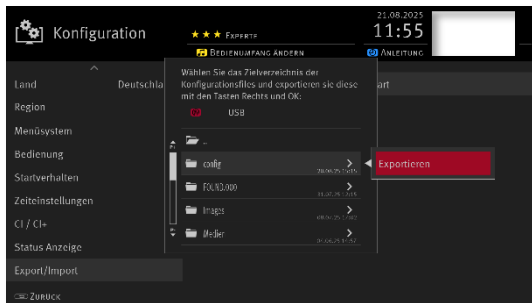 21.08.2025
Konfiguration
★ ★ ★ EXPERTE
11:55
BEDIENUMFANG ÄNDERN
ANLEITUNG
Wählen Sie das Zielverzeichnis der
Land Deutschla
Konfigurationsfiles und exportieren sie diese
art
mit den Tasten Rechts und OK:
Region
USB
Menüsystem
..
Bedienung
config
Exportieren
Startverhalten
FOUND.000
Zeiteinstellungen
Images
CI / CI+
Medien
Status Anzeige
Export/Import
ZURÜCK